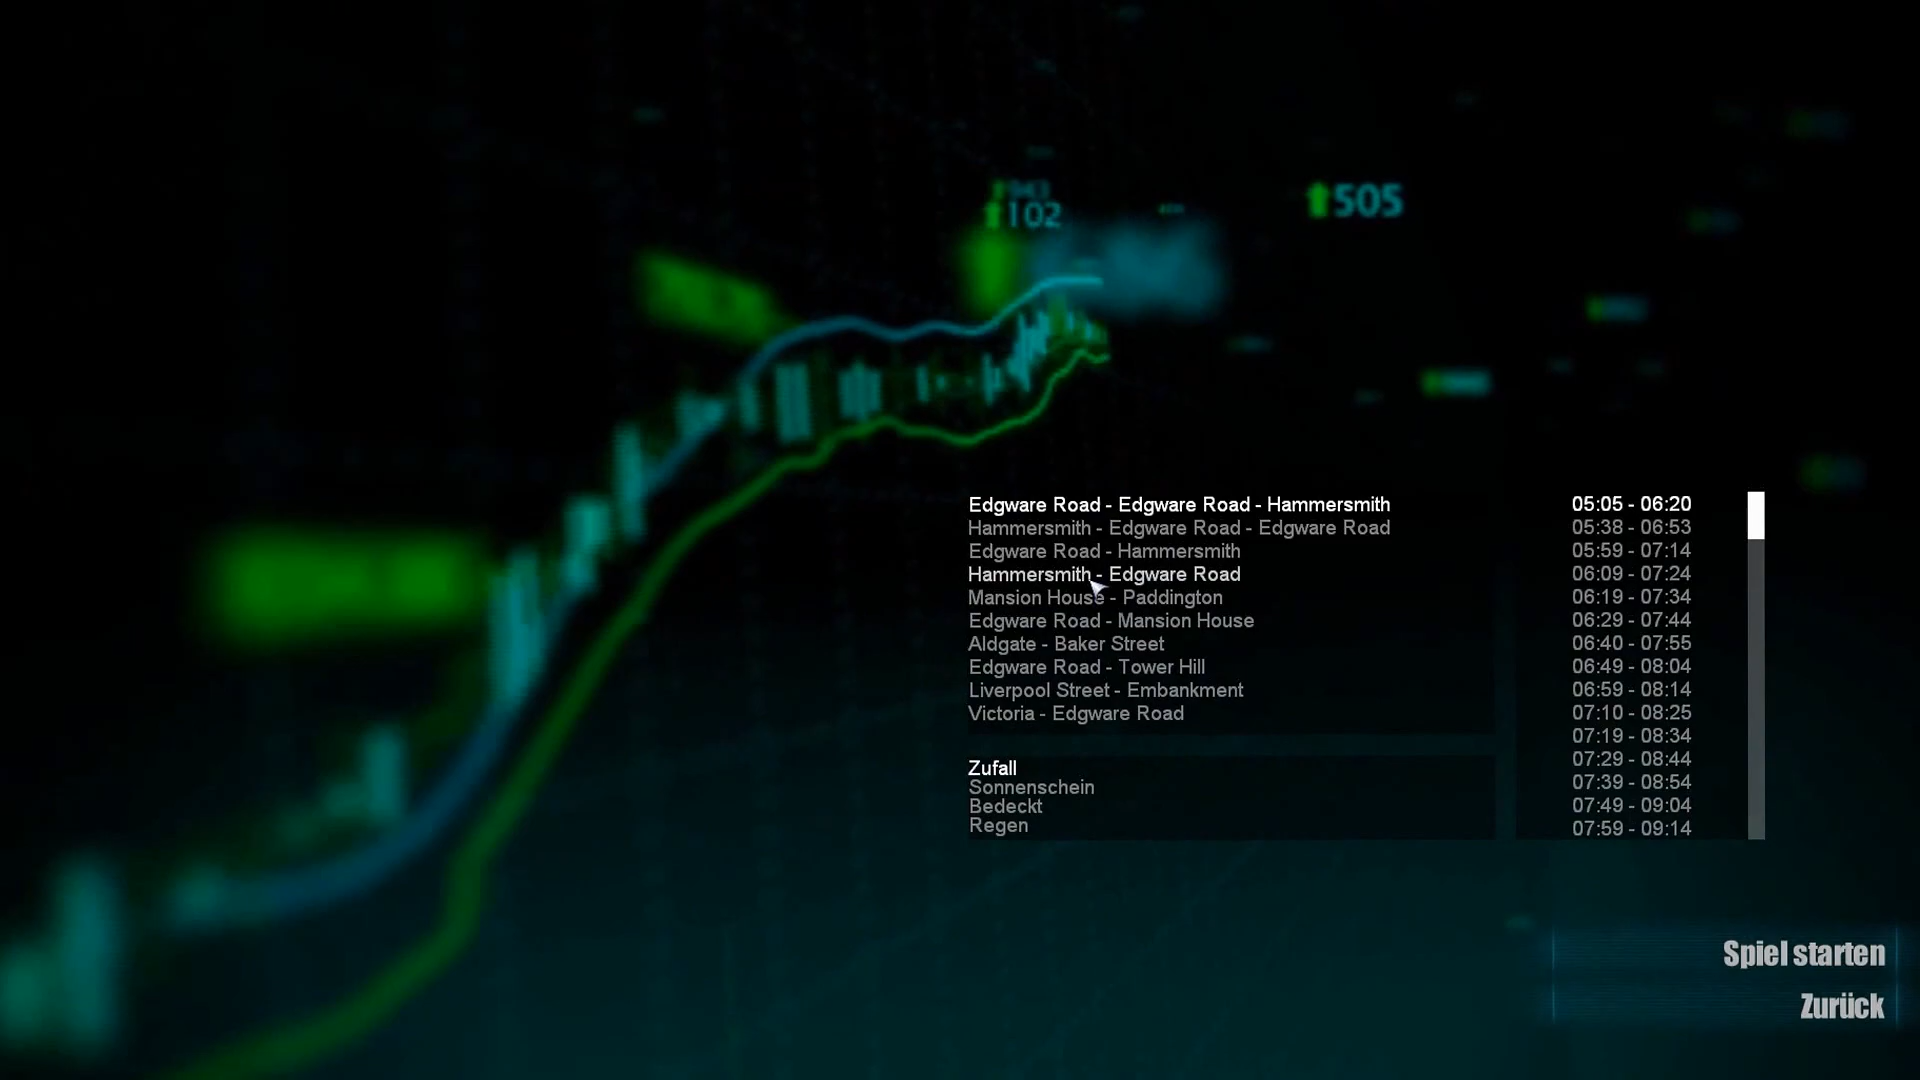 943
102
505
Edgware Road - Edgware Road - Hammersmith
Hammersmith - Edgware Road - Edgware Road
Edgware Road - Hammersmith
Hammersmith - Edgware Road
Mansion House - Paddington
Edgware Road - Mansion House
Aldgate - Baker Street
Edgware Road - Tower Hill
Liverpool Street - Embankment
Victoria - Edgware Road
Zufall
Sonnenschein
Bedeckt
Regen
05:05 - 06:20
05:38 - 06:53
05:59 - 07:14
06:09 - 07:24
06:19 - 07:34
06:29 - 07:44
06:40 - 07:55
06:49 - 08:04
06:59 - 08:14
07:10 - 08:25
07:19 - 08:34
07:29 - 08:44
07:39 - 08:54
07:49 - 09:04
07:59 - 09:14
Spiel starten
Zurück